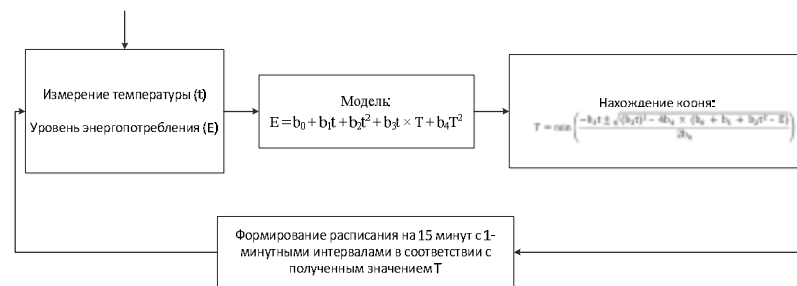 Измерение температуры (t)
Уровень энергопотребления (E)
Модель:
E = b₀ + b₁t + b₂t² + b₃t × T + b₄T²
Нахождение корня:
T = min
Формирование расписания на 15 минут с 1-
минутными интервалами в соответствии с
полученным значением T